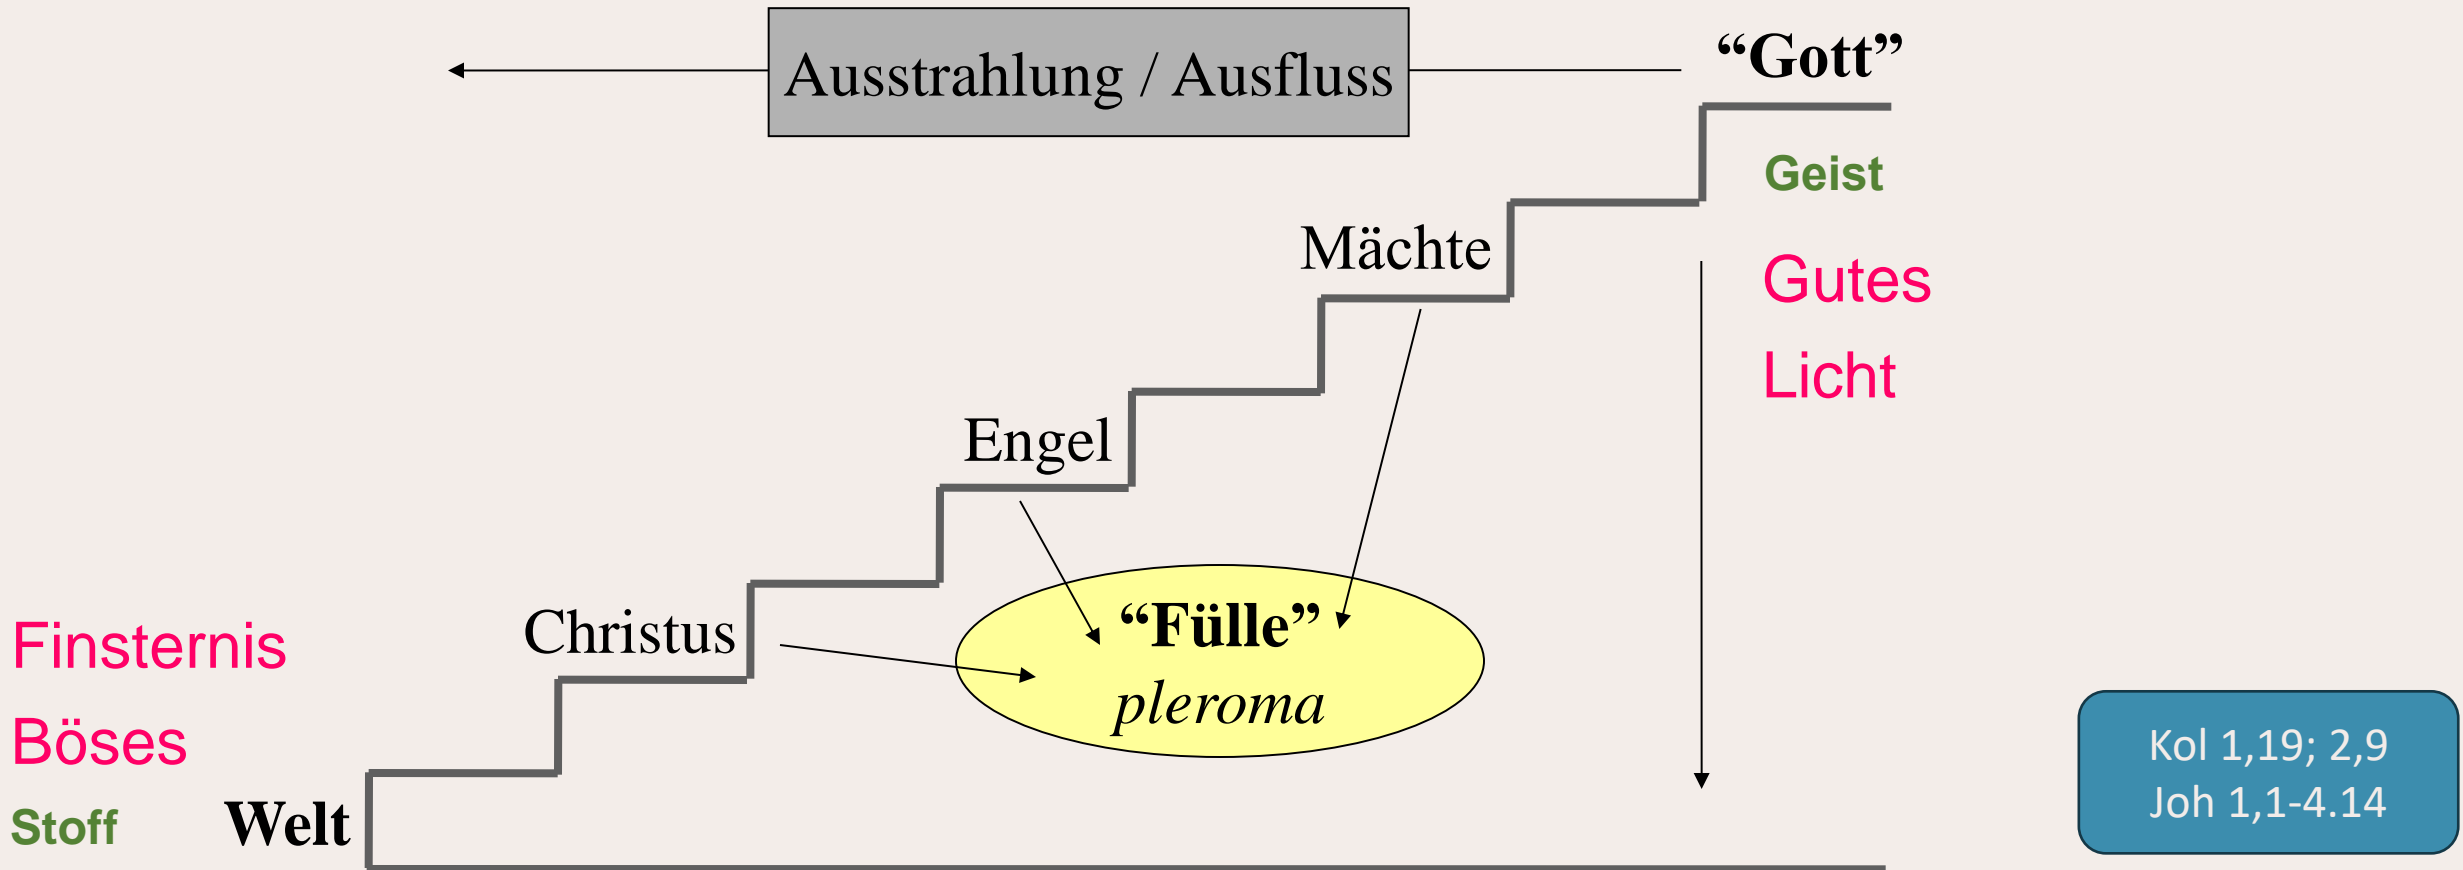 “Gott”
Ausstrahlung / Ausfluss
Geist
Mächte
Gutes
Licht
Engel
Christus
“Fülle”
pleroma
Finsternis
Böses
Stoff
Welt
Kol 1,19; 2,9
Joh 1,1-4.14